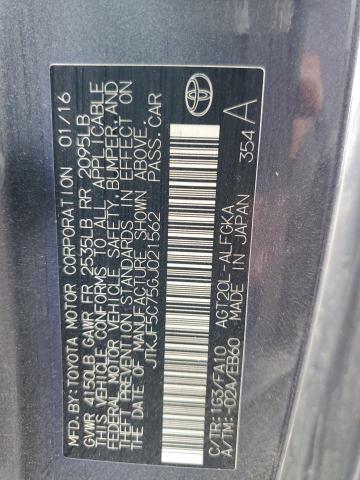 MFD. BY: TOYOTA MOTOR CORPORATION 01/16
GVWR 4150LB GAWR FR 2535LB RR 2095LB
THIS VEHICLE CONFORMS TO ALL APPLICABLE
FEDERAL MOTOR VEHICLE SAFETY, BUMPER, AND
THEFT PREVENTION STANDARDS IN EFFECT ON
THE DATE OF MANUFACTURE SHOWN ABOVE.
JTKJF5C75GJ021562 PASS. CAR
C/TR: 1G3/FA10 AGT20L-ALFGKA 354 A
A/TM: -02A/EB60 MADE IN JAPAN